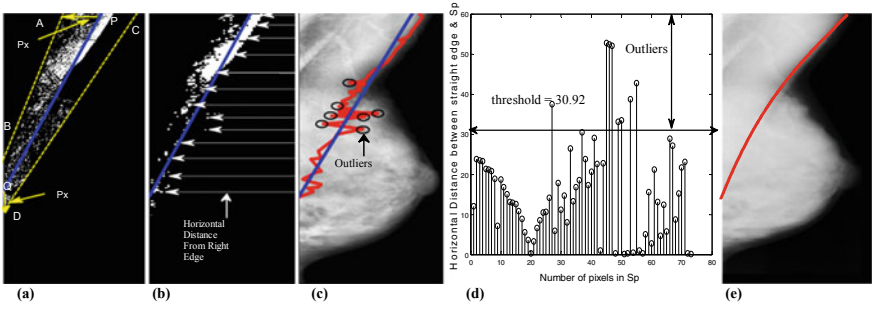 A
P
C
Px
B
Q
Px
D
(a)
Horizontal
Distance
From Right
Edge
(b)
Outliers
(c)
Horizontal Distance between straight edge & Sp
60
50
40
30
20
10
0
Outliers
threshold = 30.92
0 10 20 30 40 50 60 70 80
Number of pixels in Sp
(d)
(e)